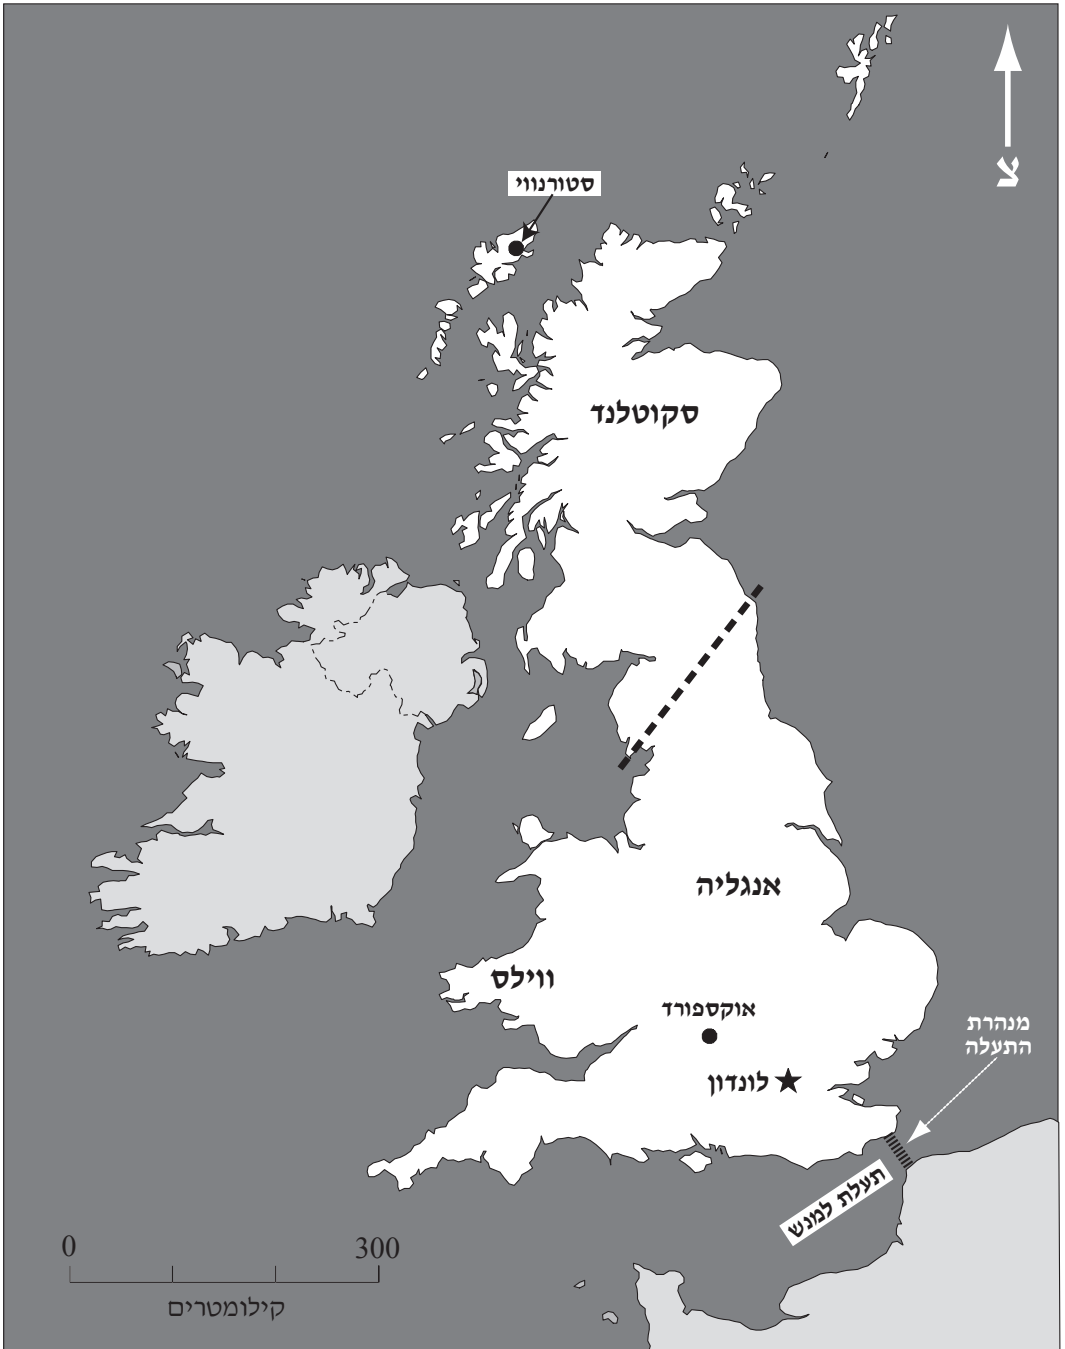 צ
סטורנווי
סקוטלנד
אנגליה
ווילס
אוקספורד
לונדון
מנהרת
התעלה
תעלת למנש
0 300
קילומטרים